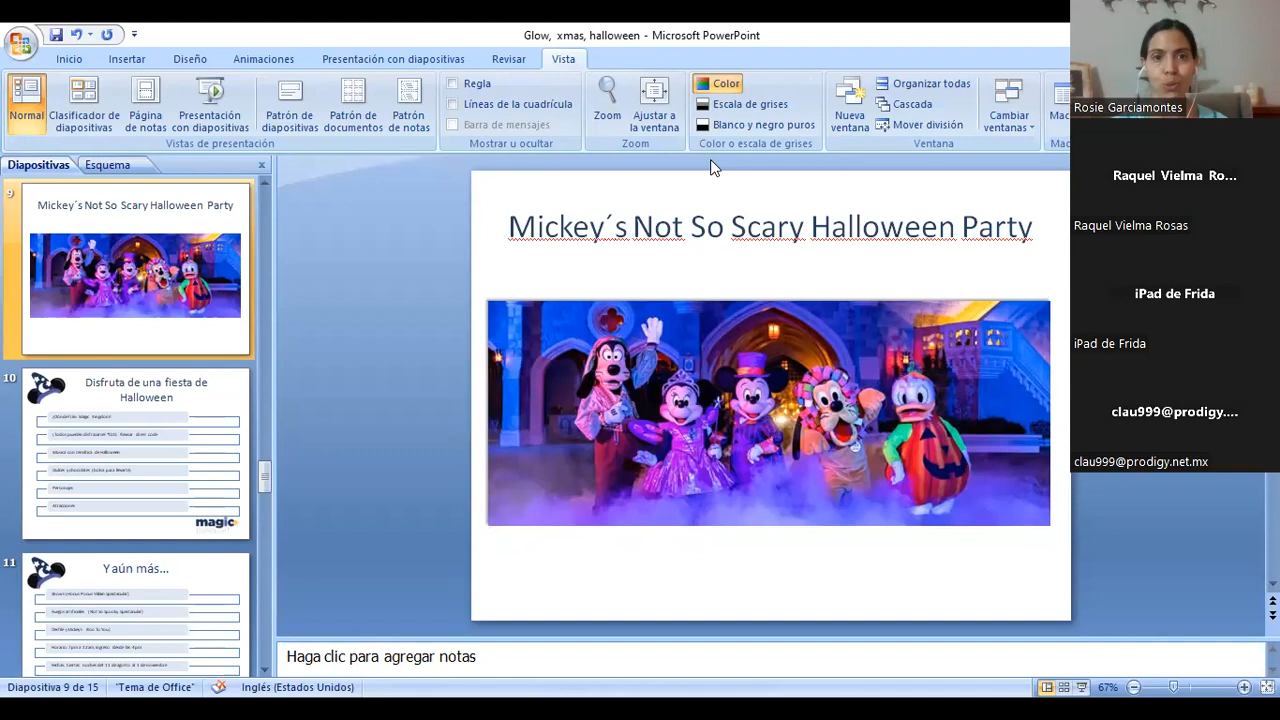 Glow, xmas, halloween - Microsoft PowerPoint
Inicio Insertar Diseño Animaciones Presentación con diapositivas Revisar Vista
Normal
Clasificador de diapositivas
Página de notas
Presentación con diapositivas
Patrón de diapositivas
Patrón de documentos
Patrón de notas
Vistas de presentación
Regla
Líneas de la cuadrícula
Barra de mensajes
Mostrar u ocultar
Zoom
Ajustar a la ventana
Zoom
Color
Escala de grises
Blanco y negro puros
Color o escala de grises
Nueva ventana
Organizar todas
Cascada
Mover división
Cambiar ventanas
Ventana
Mac
Diapositivas Esquema
9
Mickey´s Not So Scary Halloween Party
10
Disfruta de una fiesta de
Halloween
magic
11
Y aún más...
Mickey´s Not So Scary Halloween Party
Haga clic para agregar notas
Diapositiva 9 de 15 "Tema de Office" Inglés (Estados Unidos) 67%
Rosie Garciamontes
Raquel Vielma Ro...
Raquel Vielma Rosas
iPad de Frida
iPad de Frida
clau999@prodigy....
clau999@prodigy.net.mx